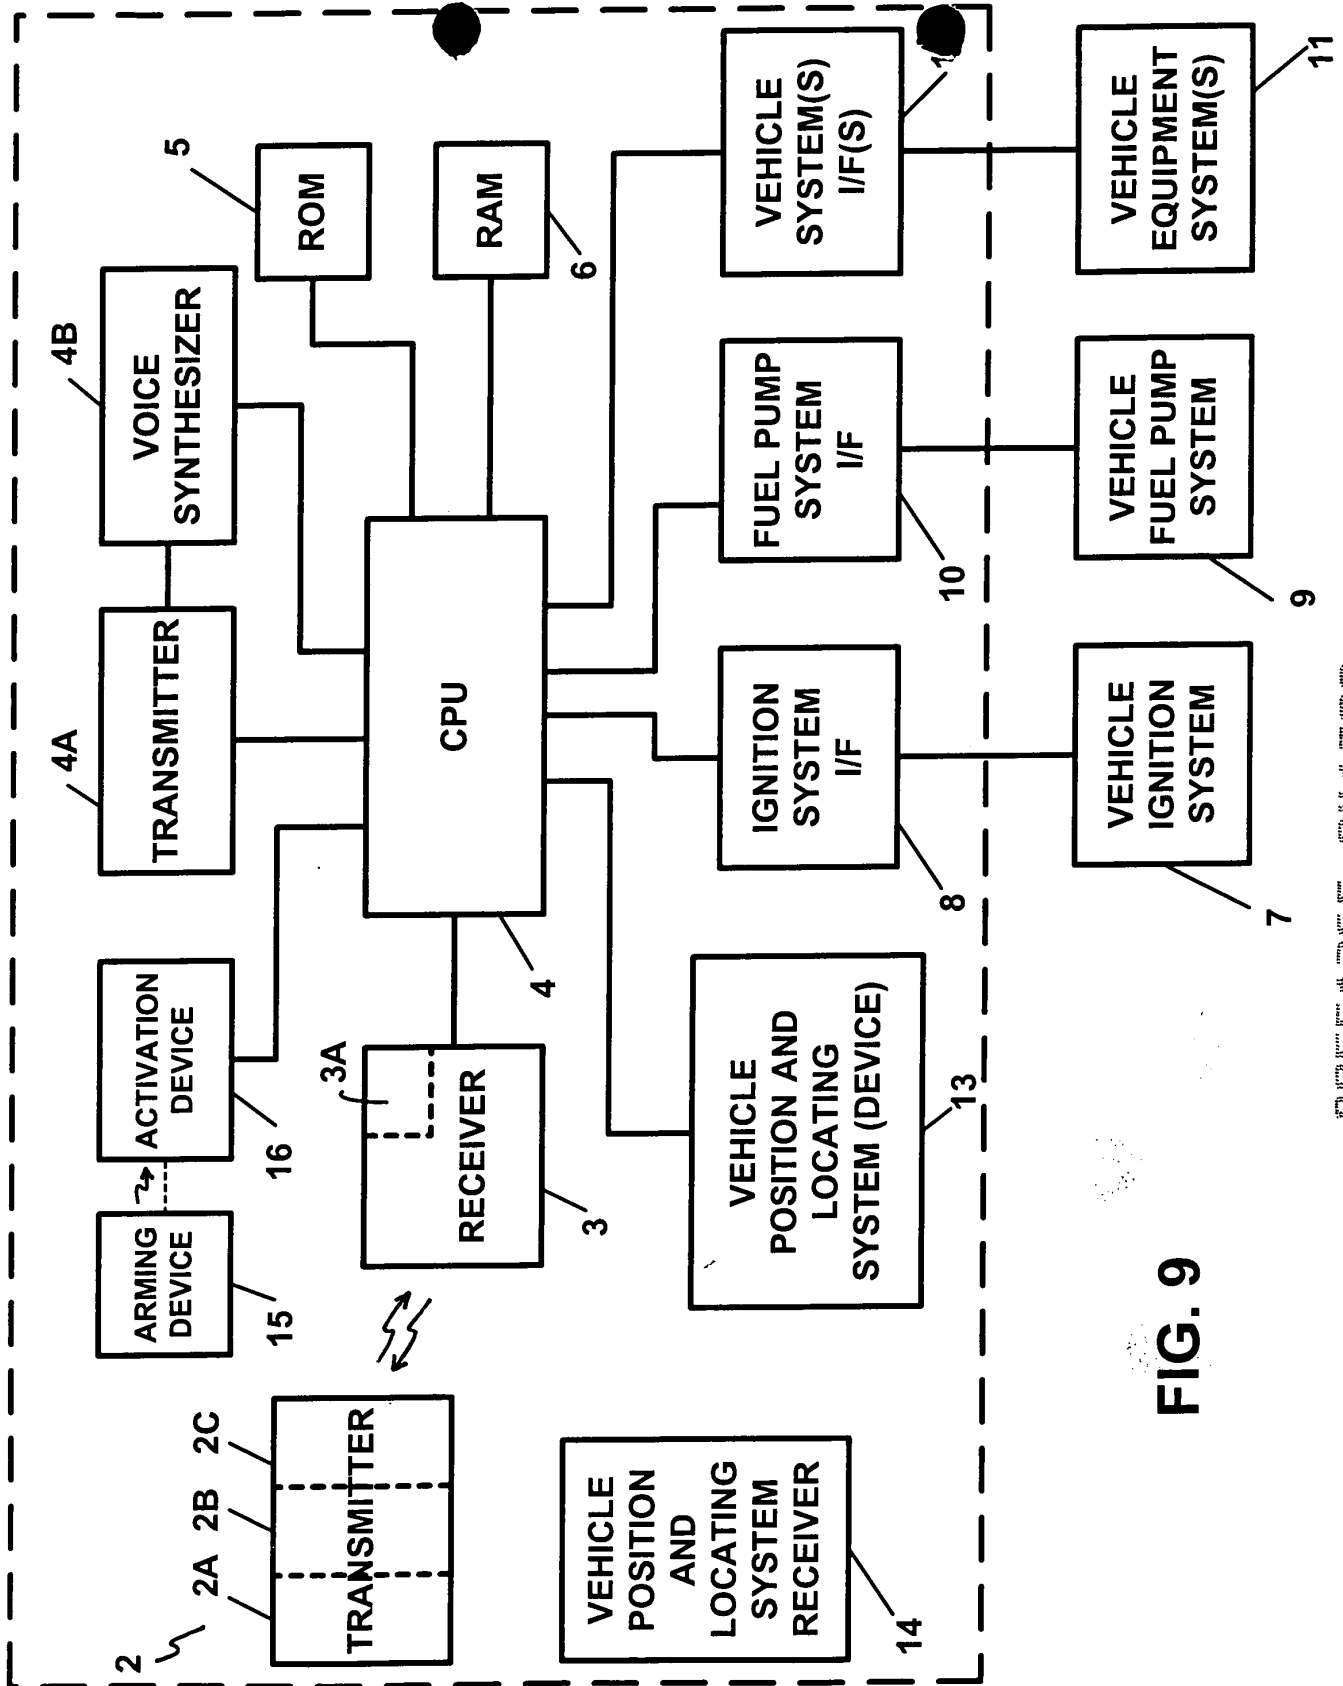 2
2A
2B
2C
TRANSMITTER
ARMING
DEVICE
15
ACTIVATION
DEVICE
16
4A
TRANSMITTER
4B
VOICE
SYNTHESIZER
5
ROM
RAM
6
3A
RECEIVER
3
CPU
4
VEHICLE
POSITION
AND
LOCATING
SYSTEM
RECEIVER
14
VEHICLE
POSITION AND
LOCATING
SYSTEM (DEVICE)
13
IGNITION
SYSTEM
I/F
8
FUEL PUMP
SYSTEM
I/F
10
VEHICLE
SYSTEM(S)
I/F(S)
VEHICLE
IGNITION
SYSTEM
7
VEHICLE
FUEL PUMP
SYSTEM
9
VEHICLE
EQUIPMENT
SYSTEM(S)
11
FIG. 9